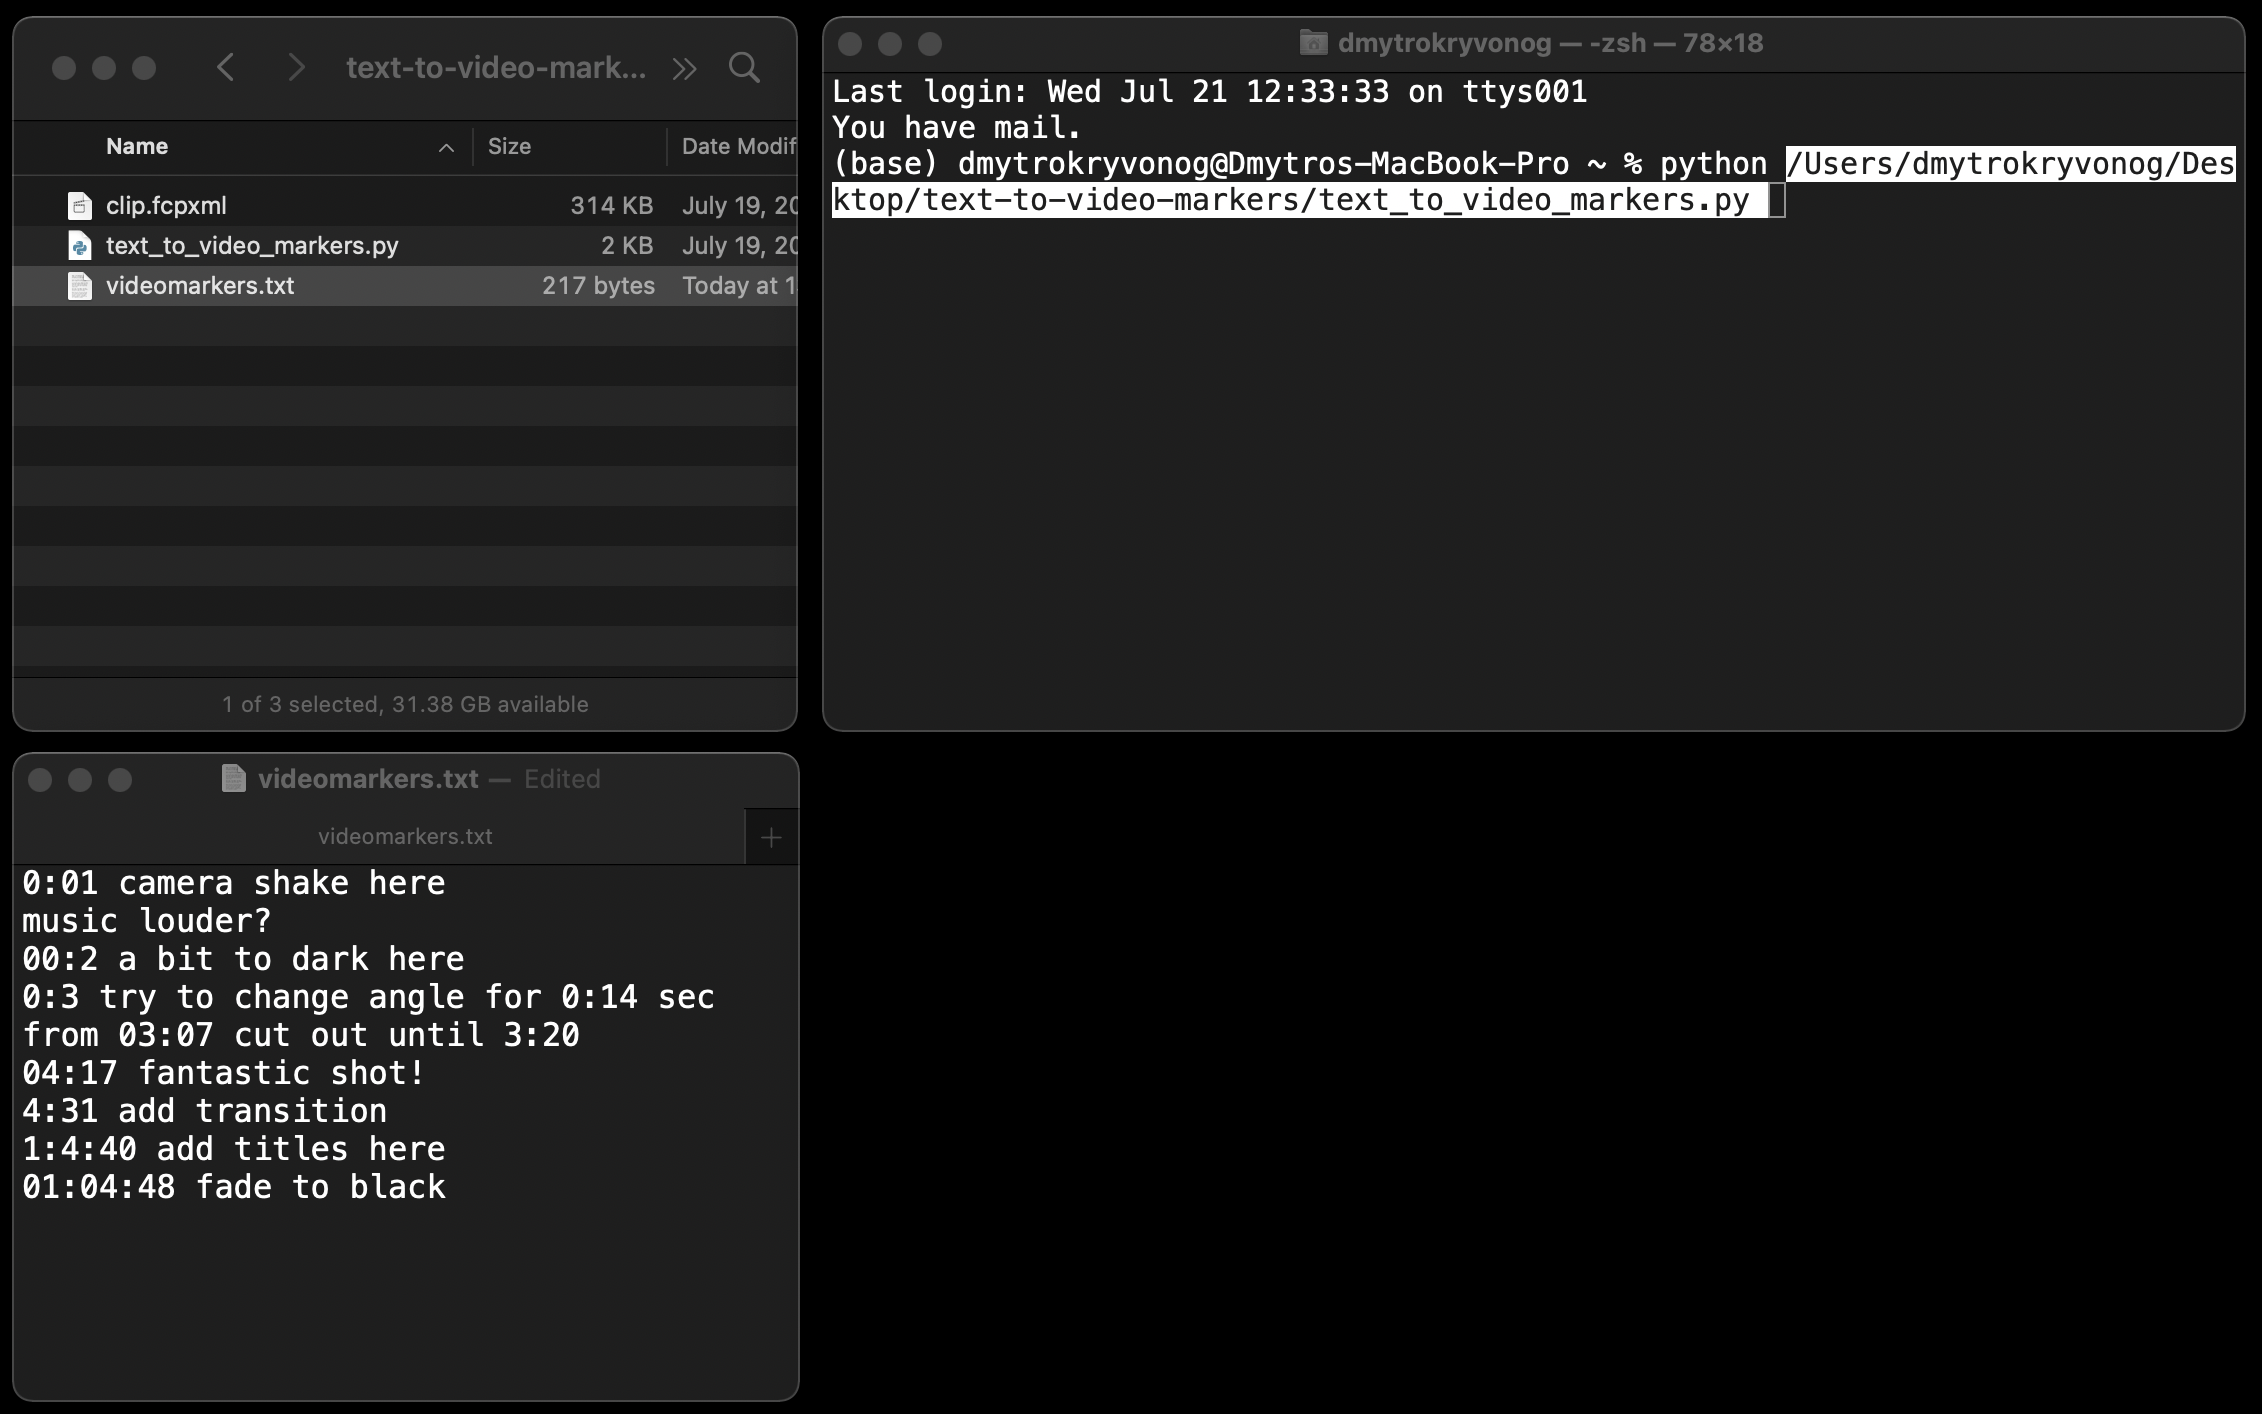 text-to-video-mark...
Name Size Date Modif
clip.fcpxml 314 KB July 19, 20
text_to_video_markers.py 2 KB July 19, 20
videomarkers.txt 217 bytes Today at 1
1 of 3 selected, 31.38 GB available
dmytrokryvonog — -zsh — 78×18
Last login: Wed Jul 21 12:33:33 on ttys001
You have mail.
(base) dmytrokryvonog@Dmytros-MacBook-Pro ~ % python /Users/dmytrokryvonog/Des
ktop/text-to-video-markers/text_to_video_markers.py
videomarkers.txt — Edited
videomarkers.txt
0:01 camera shake here
music louder?
00:2 a bit to dark here
0:3 try to change angle for 0:14 sec
from 03:07 cut out until 3:20
04:17 fantastic shot!
4:31 add transition
1:4:40 add titles here
01:04:48 fade to black